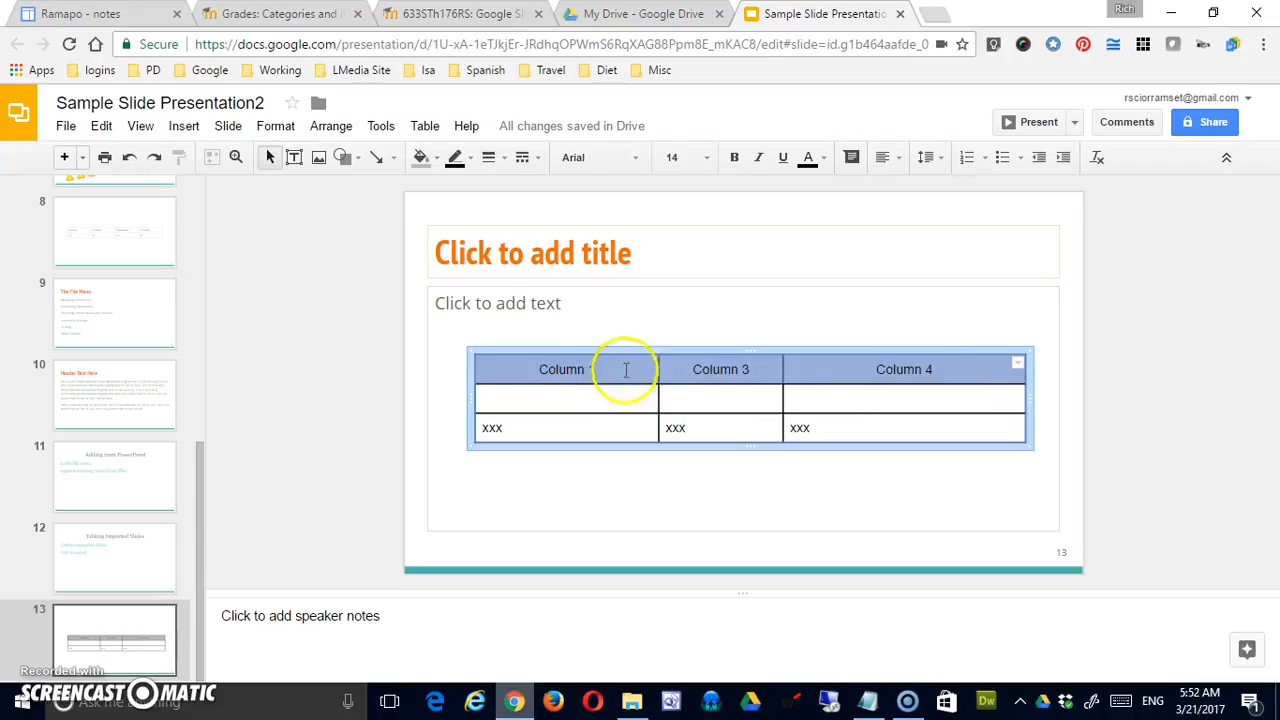 Ramapo - notes
Grades: Categories and i
633STh176RS: Google Sl
My Drive - Google Drive
Sample Slide Presentatio
Rich
Secure
https://docs.google.com/presentation/d/1U-xA-1eTJkjEr-JRdhqOPWmS6RqXAG88Ppm8E_mKAC8/edit#slide=id.g1b464aafde_0
Apps logins PD Google Working LMedia Site Isa Spanish Travel Diet Misc
Sample Slide Presentation2
rsciorramset@gmail.com
File Edit View Insert Slide Format Arrange Tools Table Help All changes saved in Drive
Present Comments Share
Arial 14 B I U A
8
9
The File Menu
10
Header Text Here
11
Adding from PowerPoint
12
Editing Imported Slides
13
Click to add title
Click to add text
Column Column 3 Column 4
xxx xxx xxx
13
Click to add speaker notes
Recorded with
SCREENCAST O MATIC
Ask me anything
Dw
ENG
5:52 AM
3/21/2017
1